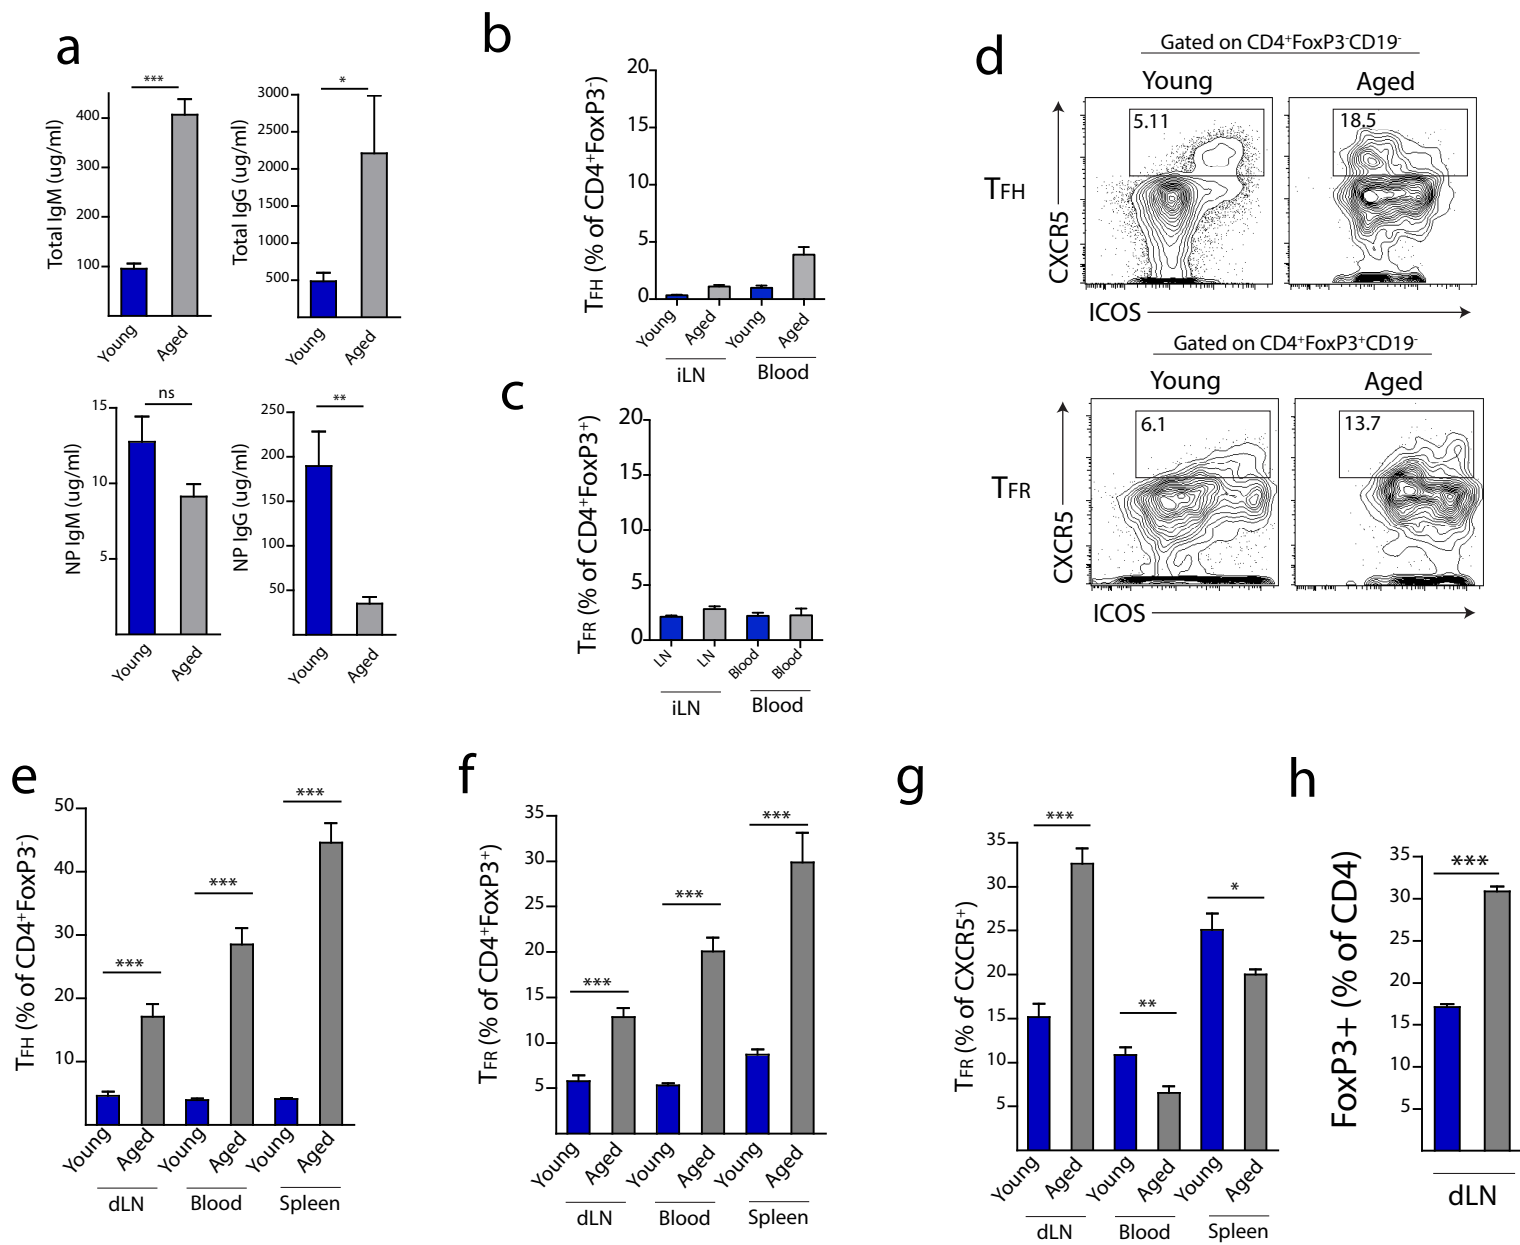 a
Total IgM (ug/ml)
400
300
200
100
***
Young
Aged
Total IgG (ug/ml)
3000
2500
2000
1500
1000
500
*
Young
Aged
NP IgM (ug/ml)
15
10
5
ns
Young
Aged
NP IgG (ug/ml)
250
200
150
100
50
**
Young
Aged
b
TFH (% of CD4+FoxP3-)
20
15
10
5
0
Young
Aged
Young
Aged
iLN
Blood
c
TFR (% of CD4+FoxP3+)
20
15
10
5
0
LN
LN
Blood
Blood
iLN
Blood
d
Gated on CD4+FoxP3-CD19-
Young
Aged
5.11
18.5
TFH
CXCR5
ICOS
Gated on CD4+FoxP3+CD19-
Young
Aged
6.1
13.7
TFR
CXCR5
ICOS
e
TFH (% of CD4+FoxP3-)
50
40
30
20
10
***
***
***
Young
Aged
Young
Aged
Young
Aged
dLN
Blood
Spleen
f
TFR (% of CD4+FoxP3+)
35
30
25
20
15
10
5
***
***
***
Young
Aged
Young
Aged
Young
Aged
dLN
Blood
Spleen
g
TFR (% of CXCR5+)
35
30
25
20
15
10
5
***
**
*
Young
Aged
Young
Aged
Young
Aged
dLN
Blood
Spleen
h
FoxP3+ (% of CD4)
35
30
25
20
15
10
5
***
dLN